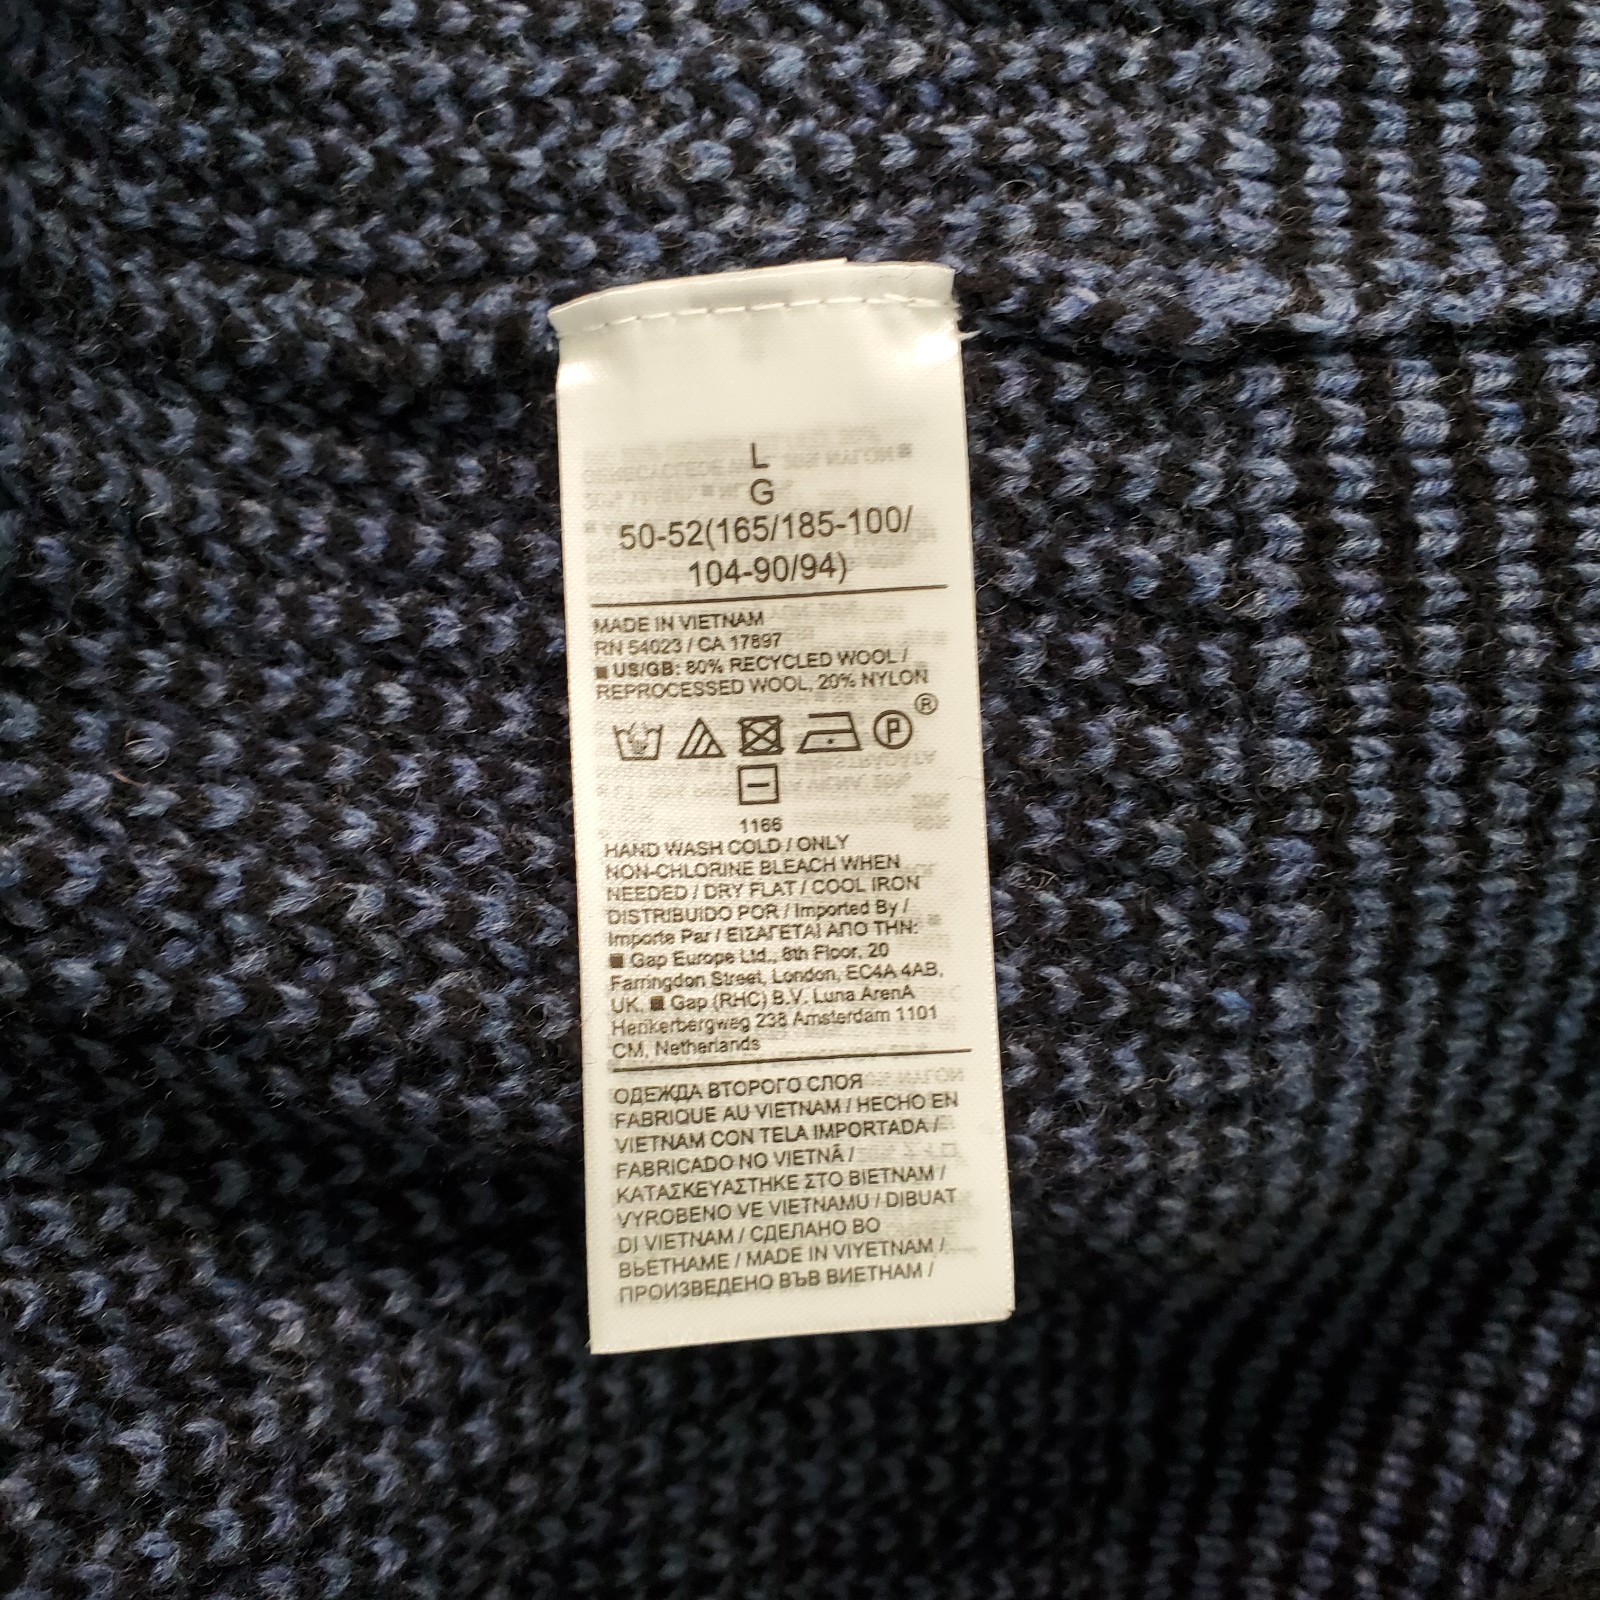 L
G
50-52(165/185-100/
104-90/94)
MADE IN VIETNAM
RN 54023 / CA 17897
■ US/GB: 80% RECYCLED WOOL /
REPROCESSED WOOL, 20% NYLON
P ®
1166
HAND WASH COLD / ONLY
NON-CHLORINE BLEACH WHEN
NEEDED / DRY FLAT / COOL IRON
DISTRIBUIDO POR / Imported By /
Importe Par / ΕΙΣΑΓΕΤΑΙ ΑΠΟ ΤΗΝ:
■ Gap Europe Ltd., 8th Floor, 20
Farringdon Street, London, EC4A 4AB,
UK, ■ Gap (RHC) B.V. Luna ArenA
Herikerbergweg 238 Amsterdam 1101
CM, Netherlands
ОДЕЖДА ВТОРОГО СЛОЯ
FABRIQUE AU VIETNAM / HECHO EN
VIETNAM CON TELA IMPORTADA /
FABRICADO NO VIETNÃ /
ΚΑΤΑΣΚΕΥΑΣΤΗΚΕ ΣΤΟ ΒΙΕΤΝΑΜ /
VYROBENO VE VIETNAMU / DIBUAT
DI VIETNAM / СДЕЛАНО ВО
ВЬЕТНАМЕ / MADE IN VIYETNAM /
ПРОИЗВЕДЕНО ВЪВ ВИЕТНАМ /